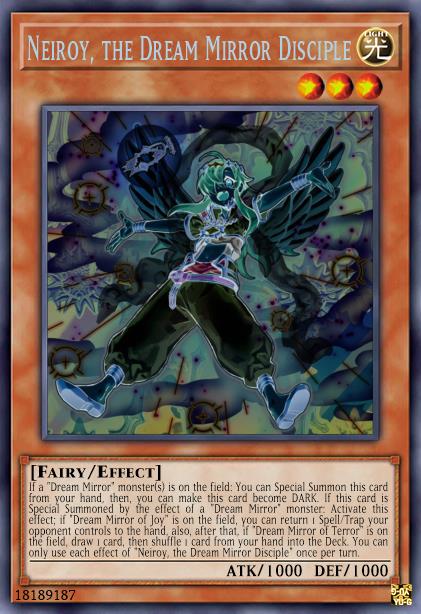 Neiroy, the Dream Mirror Disciple
LIGHT
光
[Fairy/Effect]
If a "Dream Mirror" monster(s) is on the field: You can Special Summon this card
from your hand, then, you can make this card become DARK. If this card is
Special Summoned by the effect of a "Dream Mirror" monster: Activate this
effect; if "Dream Mirror of Joy" is on the field, you can return 1 Spell/Trap your
opponent controls to the hand, also, after that, if "Dream Mirror of Terror" is on
the field, draw 1 card, then shuffle 1 card from your hand into the Deck. You can
only use each effect of "Neiroy, the Dream Mirror Disciple" once per turn.
ATK/1000 DEF/1000
18189187